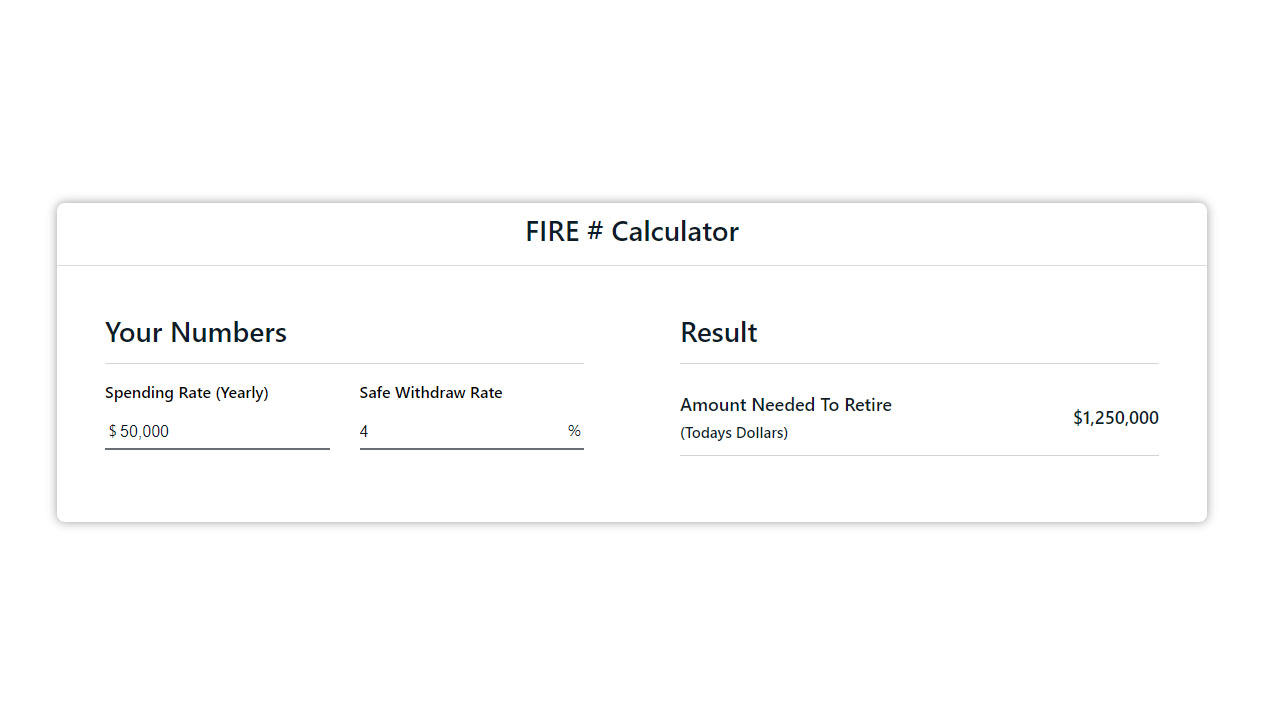 FIRE # Calculator
Your Numbers
Spending Rate (Yearly)
Safe Withdraw Rate
$ 50,000
4 %
Result
Amount Needed To Retire
(Todays Dollars)
$1,250,000